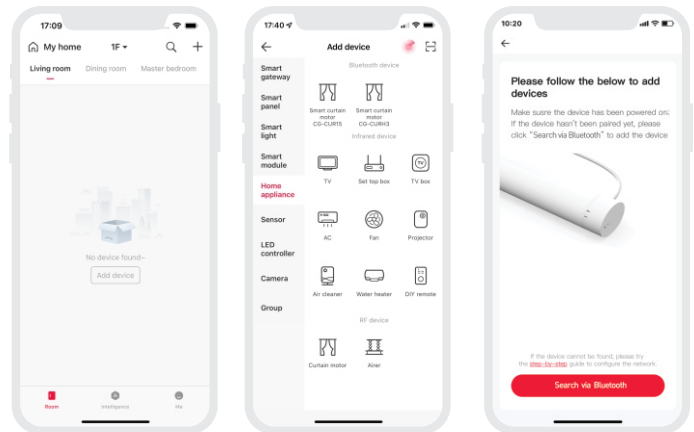 17:09
My home
1F
Living room
Dining room
Master bedroom
No device found~
Add device
Room
Intelligence
Me
17:40
Add device
Smart
gateway
Smart
panel
Smart
light
Smart
module
Home
appliance
Sensor
LED
controller
Camera
Group
Bluetooth device
Smart curtain
motor
CG-CUR15
Smart curtain
motor
CG-CURH3
Infrared device
TV
Set top box
TV box
AC
Fan
Projector
Air cleaner
Water heater
DIY remote
RF device
Curtain motor
Airer
10:20
Please follow the below to add
devices
Make susre the device has been powered on;
If the device hasn't been paired yet, please
click "Search via Bluetooth" to add the device
If the device cannot be found, please try
the step-by-step guide to configure the network.
Search via Bluetooth